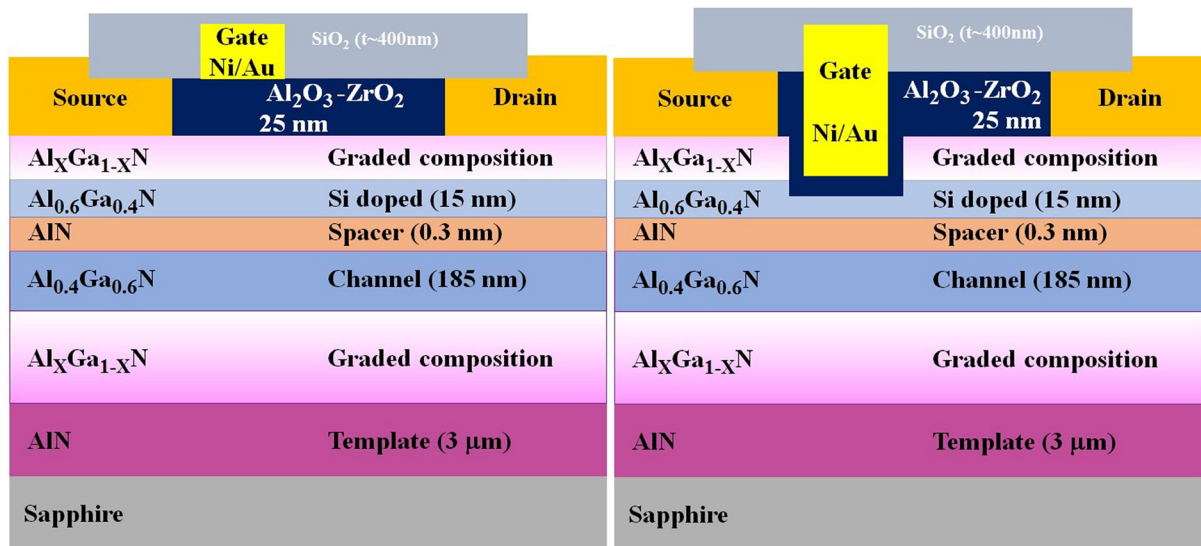 Gate
Ni/Au
SiO₂ (t~400nm)
Source
Al₂O₃-ZrO₂
25 nm
Drain
AlₓGa₁₋ₓN Graded composition
Al₀.₆Ga₀.₄N Si doped (15 nm)
AlN Spacer (0.3 nm)
Al₀.₄Ga₀.₆N Channel (185 nm)
AlₓGa₁₋ₓN Graded composition
AlN Template (3 μm)
Sapphire
SiO₂ (t~400nm)
Gate
Ni/Au
Source
Al₂O₃-ZrO₂
25 nm
Drain
AlₓGa₁₋ₓN Graded composition
Al₀.₆Ga₀.₄N Si doped (15 nm)
AlN Spacer (0.3 nm)
Al₀.₄Ga₀.₆N Channel (185 nm)
AlₓGa₁₋ₓN Graded composition
AlN Template (3 μm)
Sapphire